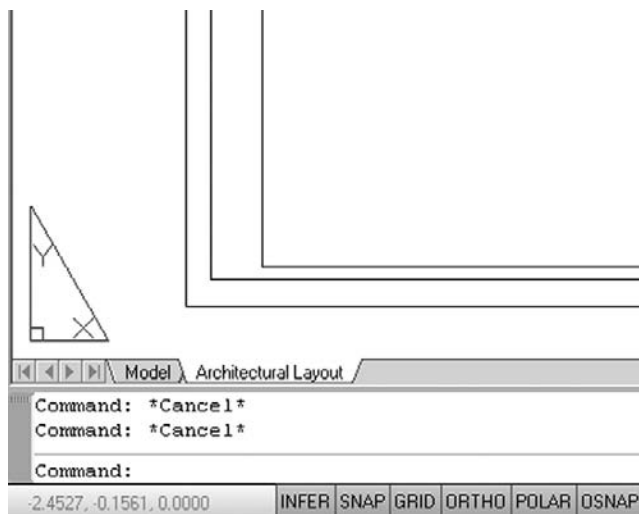 Y
X
Model Architectural Layout
Command: *Cancel*
Command: *Cancel*
Command:
-2.4527, -0.1561, 0.0000 INFER SNAP GRID ORTHO POLAR OSNAP